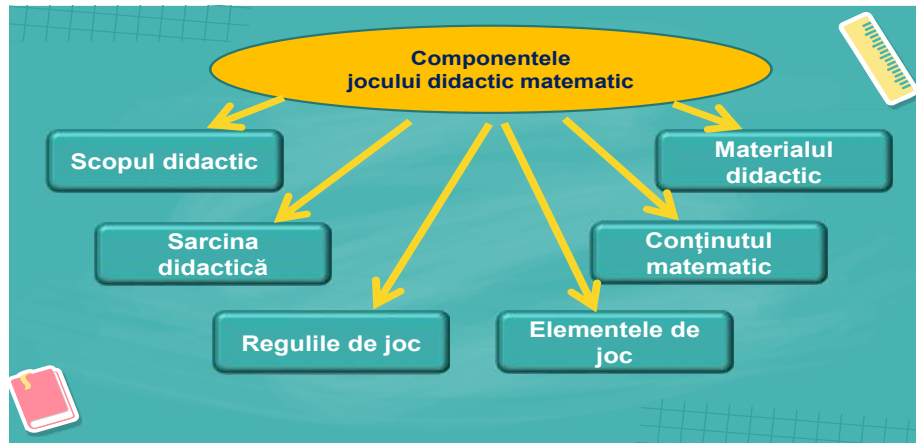 Componentele
jocului didactic matematic
Scopul didactic
Materialul
didactic
Sarcina
didactică
Conținutul
matematic
Regulile de joc
Elementele de
joc